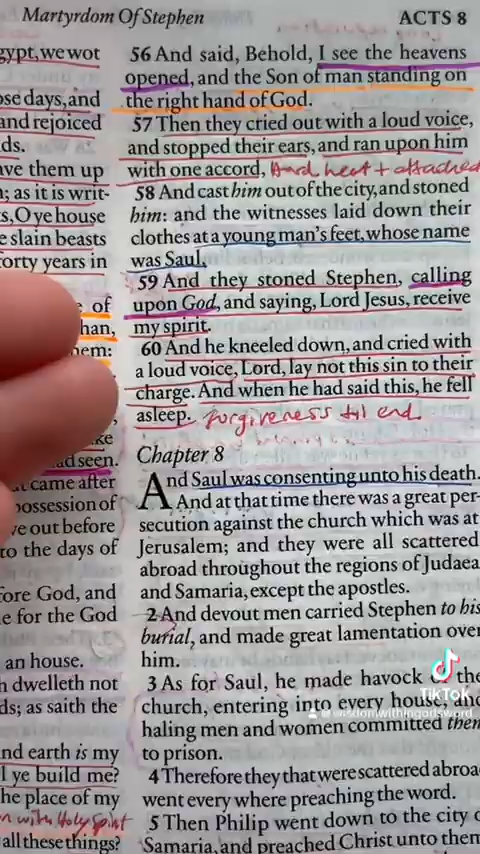 Martyrdom Of Stephen
ACTS 8
gypt, we wot
ose days, and
and rejoiced
ds.
ave them up
; as it is writ-
s, O ye house
e slain beasts
forty years in
of
han,
nem:
ke
ad seen.
came after
possession of
ve out before
to the days of
fore God, and
e for the God
an house.
h dwelleth not
ds; as saith the
nd earth is my
l ye build me?
he place of my
with Holy Spirit
all these things?
56 And said, Behold, I see the heavens
opened, and the Son of man standing on
the right hand of God.
57 Then they cried out with a loud voice,
and stopped their ears, and ran upon him
with one accord, Hard heart + attached
58 And cast him out of the city, and stoned
him: and the witnesses laid down their
clothes at a young man's feet, whose name
was Saul.
59 And they stoned Stephen, calling
upon God, and saying, Lord Jesus, receive
my spirit.
60 And he kneeled down, and cried with
a loud voice, Lord, lay not this sin to their
charge. And when he had said this, he fell
asleep. forgiveness til end
Chapter 8
And Saul was consenting unto his death.
And at that time there was a great per-
secution against the church which was at
Jerusalem; and they were all scattered
abroad throughout the regions of Judaea
and Samaria, except the apostles.
2 And devout men carried Stephen to his
burial, and made great lamentation over
him.
3 As for Saul, he made havock of the
church, entering into every house, and
haling men and women committed them
to prison.
4 Therefore they that were scattered abroa
went every where preaching the word.
5 Then Philip went down to the city o
Samaria, and preached Christ unto them
TikTok
@wisdomwithingodsword